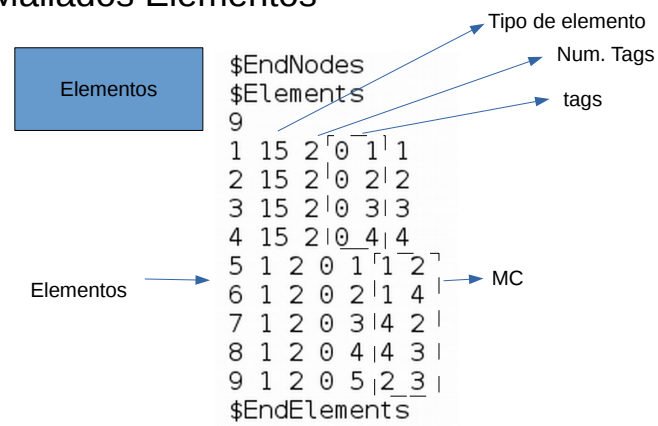 Mallados Elementos
Tipo de elemento
Num. Tags
tags
Elementos
$EndNodes
$Elements
9
1 15 2 0 1 1
2 15 2 0 2 2
3 15 2 0 3 3
4 15 2 0 4 4
5 1 2 0 1 1 2
6 1 2 0 2 1 4
7 1 2 0 3 4 2
8 1 2 0 4 4 3
9 1 2 0 5 2 3
$EndElements
Elementos
MC